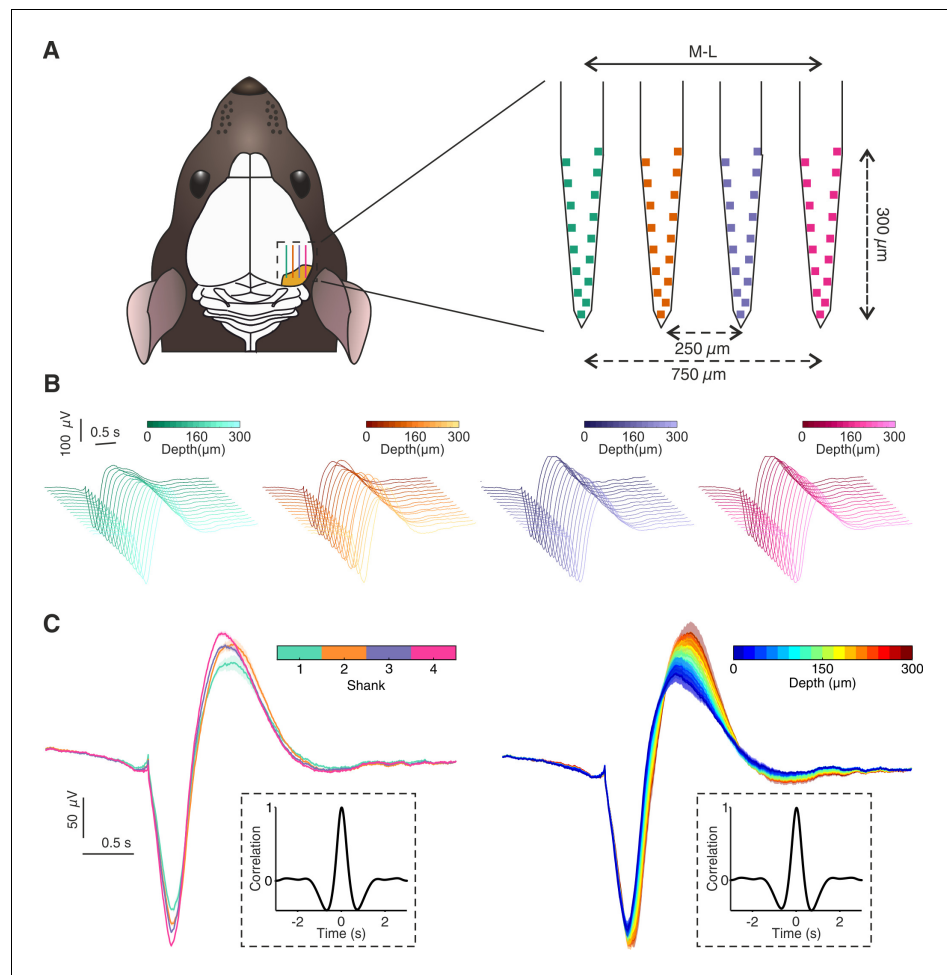 A
M-L
300 µm
250 µm
750 µm
B
100 µV
0.5 s
0 160 300
Depth(µm)
0 160 300
Depth(µm)
0 160 300
Depth(µm)
0 160 300
Depth(µm)
C
1 2 3 4
Shank
0 150 300
Depth (µm)
50 µV
0.5 s
1
0
Correlation
-2 0 2
Time (s)
1
0
Correlation
-2 0 2
Time (s)